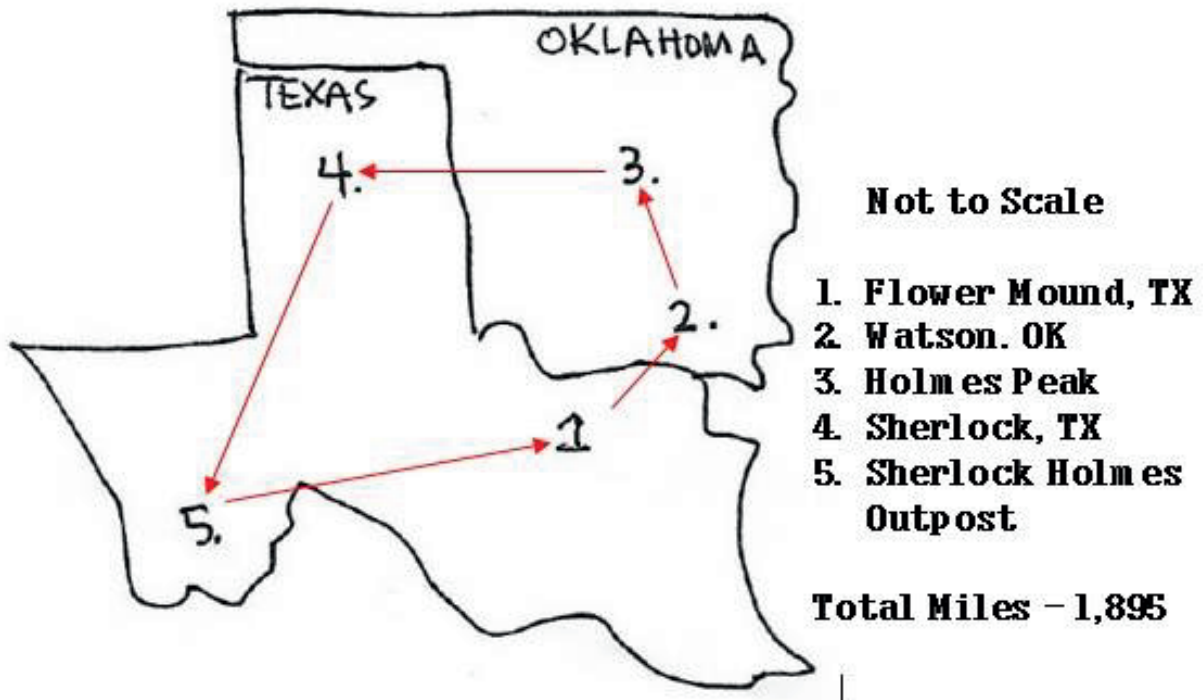 OKLAHOMA
TEXAS
4.
3.
2.
1
5.
Not to Scale
1. Flower Mound, TX
2. Watson. OK
3. Holmes Peak
4. Sherlock, TX
5. Sherlock Holmes
Outpost
Total Miles – 1,895